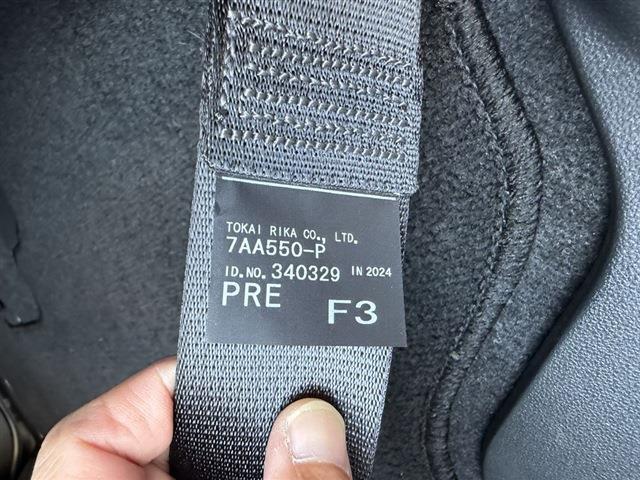 TOKAI RIKA CO., LTD.
7AA550-P
ID.NO. 340329 IN 2024
PRE F3